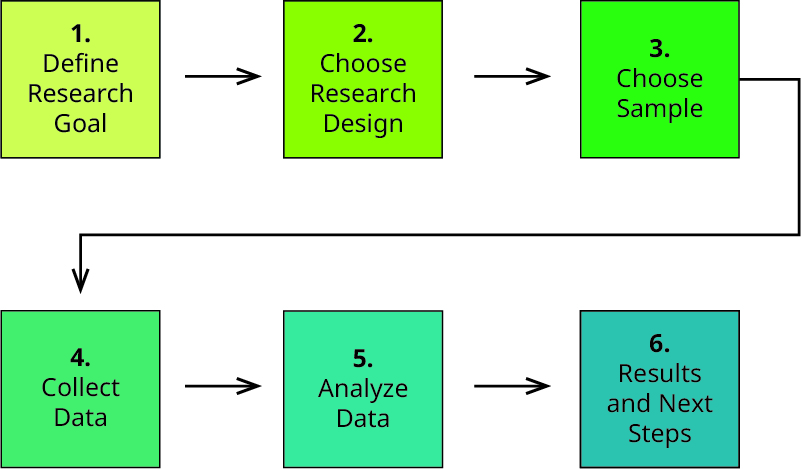 1.
Define
Research
Goal
2.
Choose
Research
Design
3.
Choose
Sample
4.
Collect
Data
5.
Analyze
Data
6.
Results
and Next
Steps